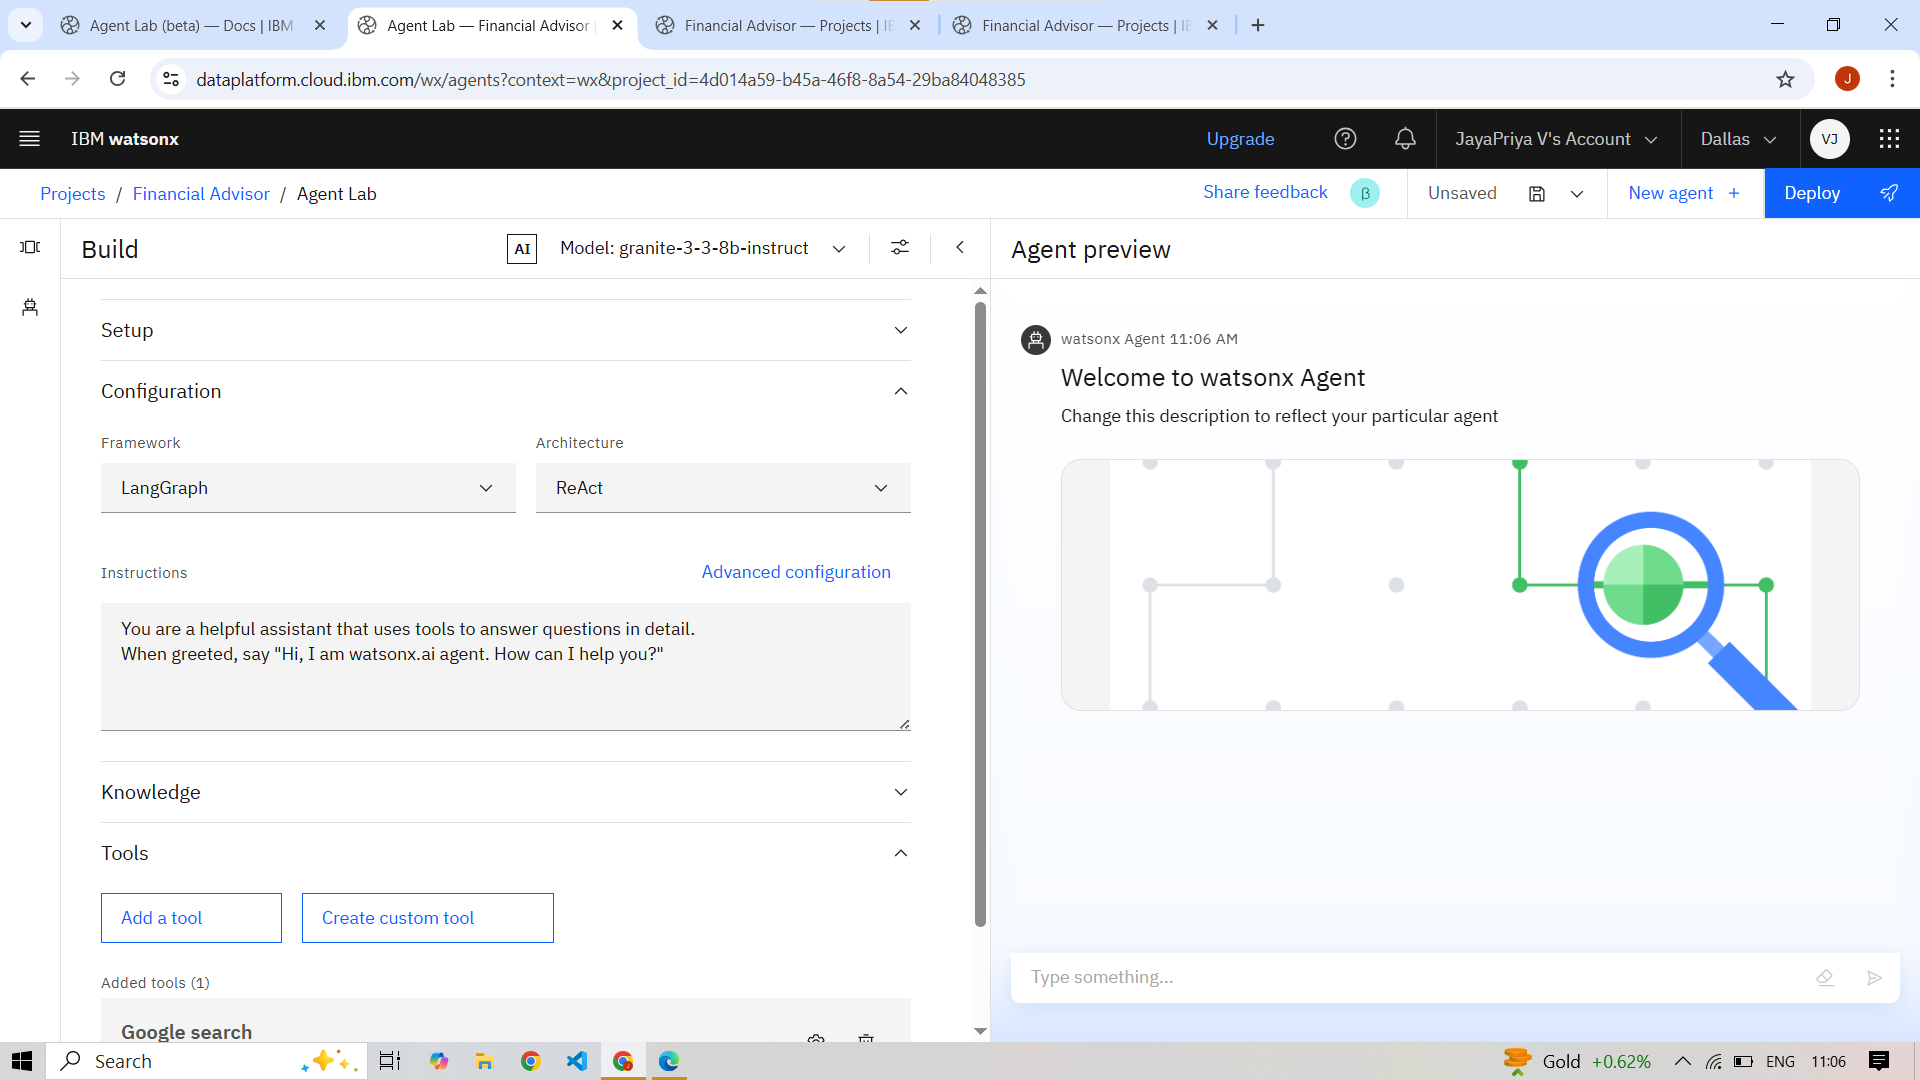 Agent Lab (beta) — Docs | IBM
Agent Lab — Financial Advisor
Financial Advisor — Projects | IB
Financial Advisor — Projects | IB
dataplatform.cloud.ibm.com/wx/agents?context=wx&project_id=4d014a59-b45a-46f8-8a54-29ba84048385
J
IBM watsonx
Upgrade
JayaPriya V's Account
Dallas
VJ
Projects / Financial Advisor / Agent Lab
Share feedback
β
Unsaved
New agent +
Deploy
Build
AI
Model: granite-3-3-8b-instruct
Agent preview
Setup
Configuration
Framework
Architecture
LangGraph
ReAct
Instructions
Advanced configuration
You are a helpful assistant that uses tools to answer questions in detail.
When greeted, say "Hi, I am watsonx.ai agent. How can I help you?"
Knowledge
Tools
Add a tool
Create custom tool
Added tools (1)
Google search
watsonx Agent 11:06 AM
Welcome to watsonx Agent
Change this description to reflect your particular agent
Type something...
Search
Gold +0.62%
ENG
11:06